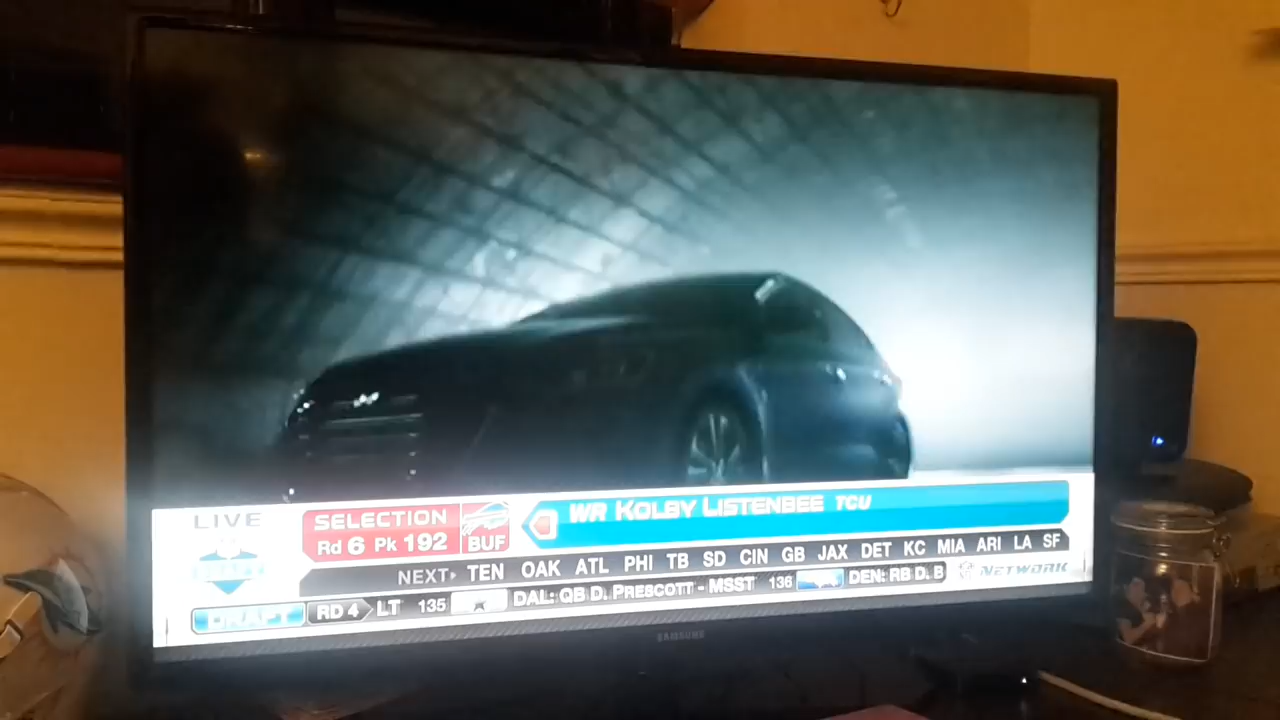 LIVE
SELECTION
Rd 6 Pk 192
BUF
WR KOLBY LISTENBEE TCU
NEXT TEN OAK ATL PHI TB SD CIN GB JAX DET KC MIA ARI LA SF
DRAFT
RD 4
LT 135 DAL: QB D. PRESCOTT - MSST 136 DEN: RB D. B
NFL NETWORK
SAMSUNG